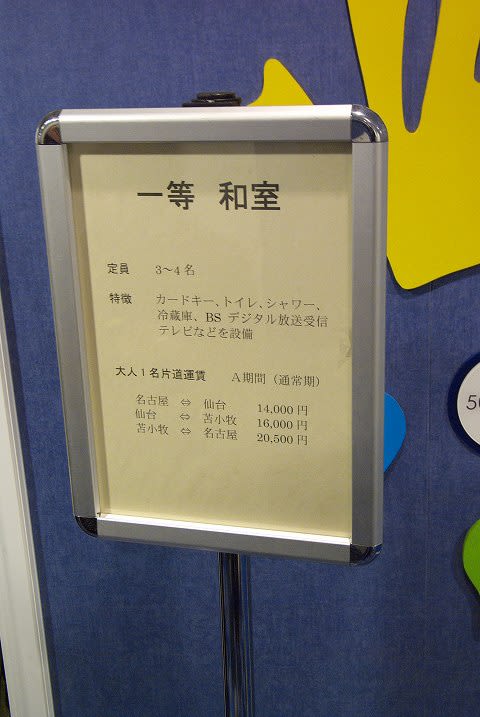 一等　和室
定員　3～4名
特徴　カードキー、トイレ、シャワー、
冷蔵庫、BS デジタル放送受信
テレビなどを設備
大人1名片道運賃　A期間（通常期）
名古屋 ⇔ 仙台　14,000円
仙台 ⇔ 苫小牧　16,000円
苫小牧 ⇔ 名古屋　20,500円